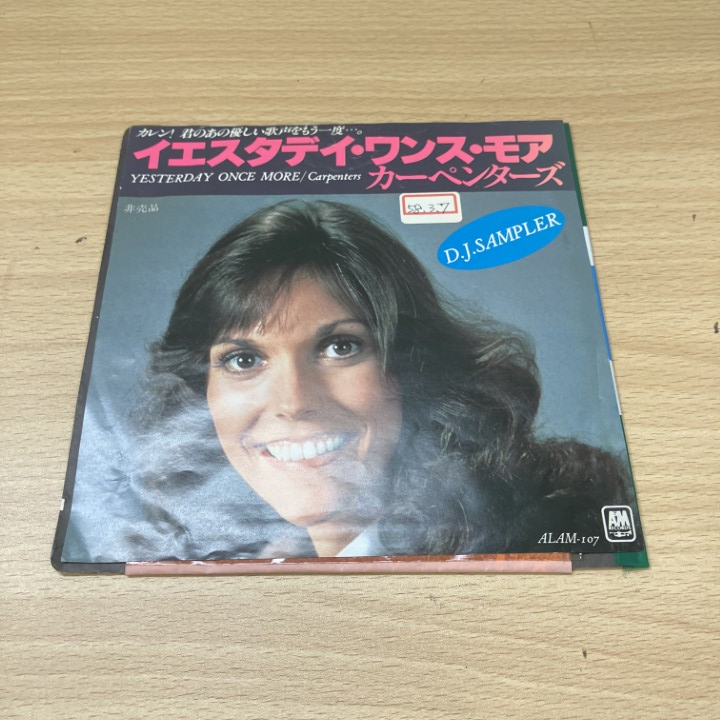 カレン！君のあの優しい歌声をもう一度…。
イエスタデイ・ワンス・モア
YESTERDAY ONCE MORE/Carpenters カーペンターズ
非売品
58.3.7
D.J.SAMPLER
A&M
RECORDS
ALAM-107